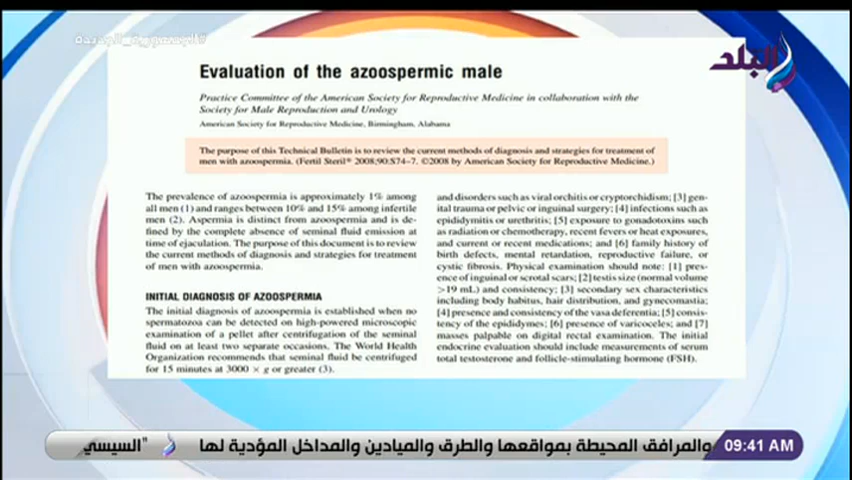 البلد
Evaluation of the azoospermic male
Practice Committee of the American Society for Reproductive Medicine in collaboration with the
Society for Male Reproduction and Urology
American Society for Reproductive Medicine, Birmingham, Alabama
The purpose of this Technical Bulletin is to review the current methods of diagnosis and strategies for treatment of
men with azoospermia. (Fertil Steril® 2008;90:S74–7. ©2008 by American Society for Reproductive Medicine.)
The prevalence of azoospermia is approximately 1% among
all men (1) and ranges between 10% and 15% among infertile
men (2). Aspermia is distinct from azoospermia and is de-
fined by the complete absence of seminal fluid emission at
time of ejaculation. The purpose of this document is to review
the current methods of diagnosis and strategies for treatment
of men with azoospermia.
INITIAL DIAGNOSIS OF AZOOSPERMIA
The initial diagnosis of azoospermia is established when no
spermatozoa can be detected on high-powered microscopic
examination of a pellet after centrifugation of the seminal
fluid on at least two separate occasions. The World Health
Organization recommends that seminal fluid be centrifuged
for 15 minutes at 3000 × g or greater (3).
and disorders such as viral orchitis or cryptorchidism; [3] gen-
ital trauma or pelvic or inguinal surgery; [4] infections such as
epididymitis or urethritis; [5] exposure to gonadotoxins such
as radiation or chemotherapy, recent fevers or heat exposures,
and current or recent medications; and [6] family history of
birth defects, mental retardation, reproductive failure, or
cystic fibrosis. Physical examination should note: [1] pres-
ence of inguinal or scrotal scars; [2] testis size (normal volume
>19 mL) and consistency; [3] secondary sex characteristics
including body habitus, hair distribution, and gynecomastia;
[4] presence and consistency of the vasa deferentia; [5] consis-
tency of the epididymes; [6] presence of varicoceles; and [7]
masses palpable on digital rectal examination. The initial
endocrine evaluation should include measurements of serum
total testosterone and follicle-stimulating hormone (FSH).
والمرافق المحيطة بمواقعها والطرق والميادين والمداخل المؤدية لها "السيسي
09:41 AM